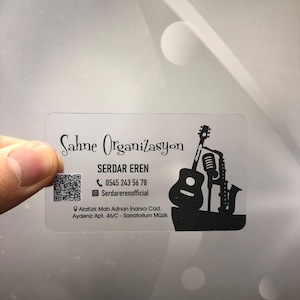 Sahne Organizasyon
SERDAR EREN
0545 243 56 78
Serdarerenofficial
Atatürk Mah Adnan İnanıcı Cad.
Aydeniz Apt. 46/C - Sanatorium Müzik